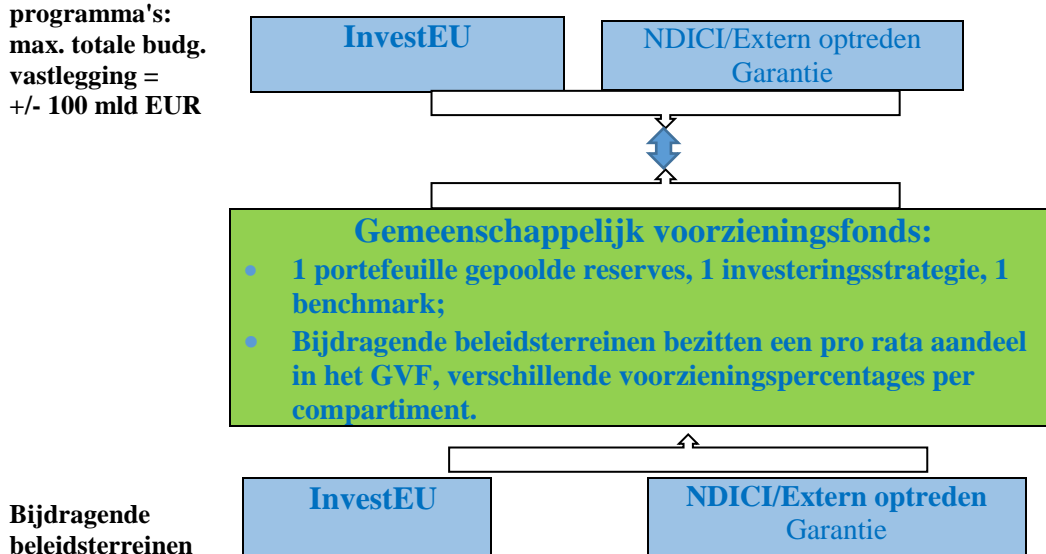 programma's:
max. totale budg.
vastlegging =
+/- 100 mld EUR
InvestEU
NDICI/Extern optreden
Garantie
Gemeenschappelijk voorzieningsfonds:
• 1 portefeuille gepoolde reserves, 1 investeringsstrategie, 1
benchmark;
• Bijdragende beleidsterreinen bezitten een pro rata aandeel
in het GVF, verschillende voorzieningspercentages per
compartiment.
Bijdragende
beleidsterreinen
InvestEU
NDICI/Extern optreden
Garantie